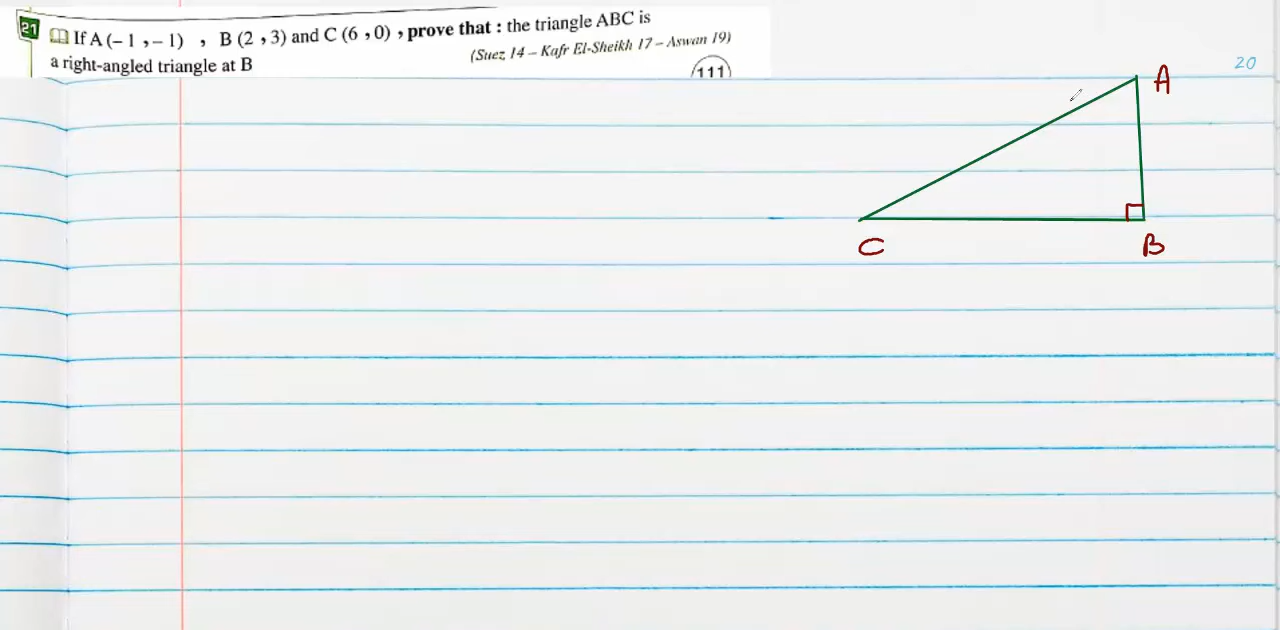 21 If A (– 1 , – 1) , B (2 , 3) and C (6 , 0) , prove that : the triangle ABC is
a right-angled triangle at B
(Suez 14 – Kafr El-Sheikh 17 – Aswan 19)
111
20
A
C
B